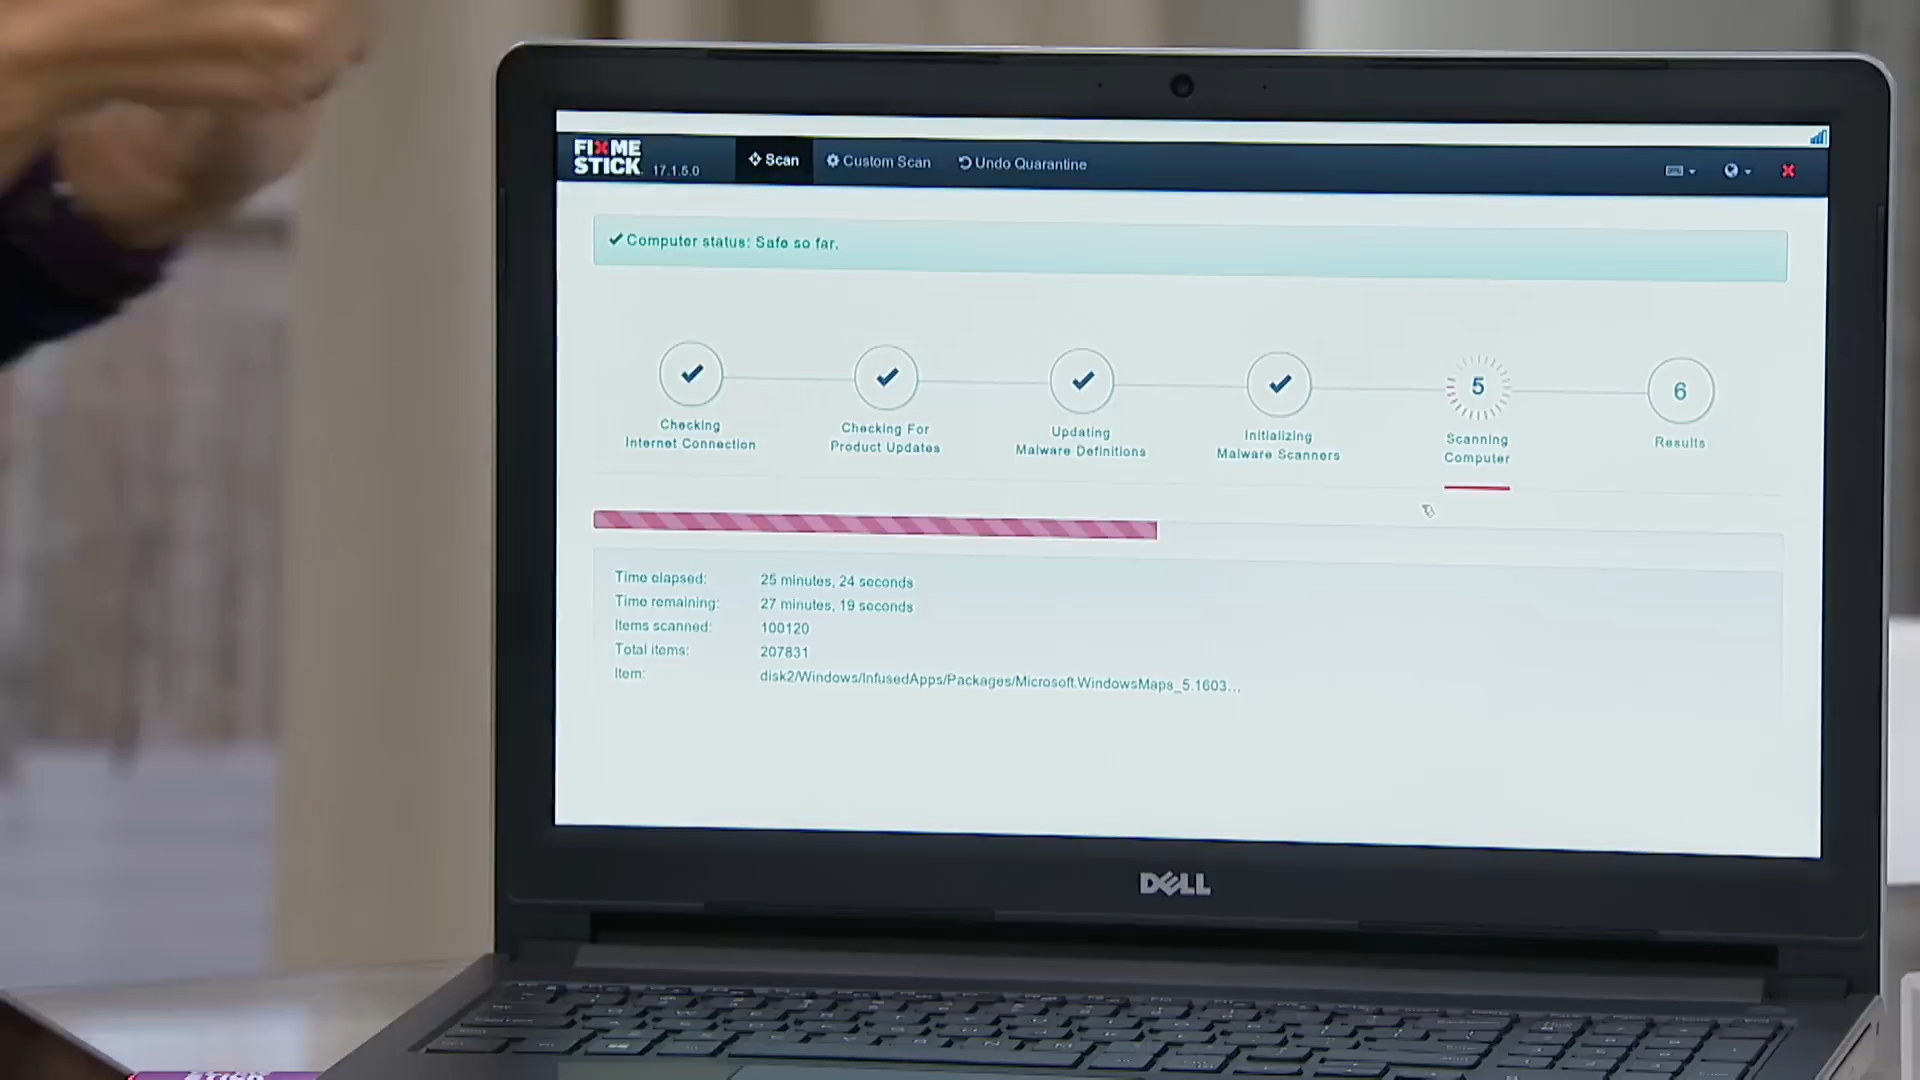 FIXME
STICK 17.1.5.0
Scan
Custom Scan
Undo Quarantine
Computer status: Safe so far.
Checking
Internet Connection
Checking For
Product Updates
Updating
Malware Definitions
Initializing
Malware Scanners
5
Scanning
Computer
6
Results
Time elapsed: 25 minutes, 24 seconds
Time remaining: 27 minutes, 19 seconds
Items scanned: 100120
Total items: 207831
Item: disk2/Windows/InfusedApps/Packages/Microsoft.WindowsMaps_5.1603...
DELL
STICK